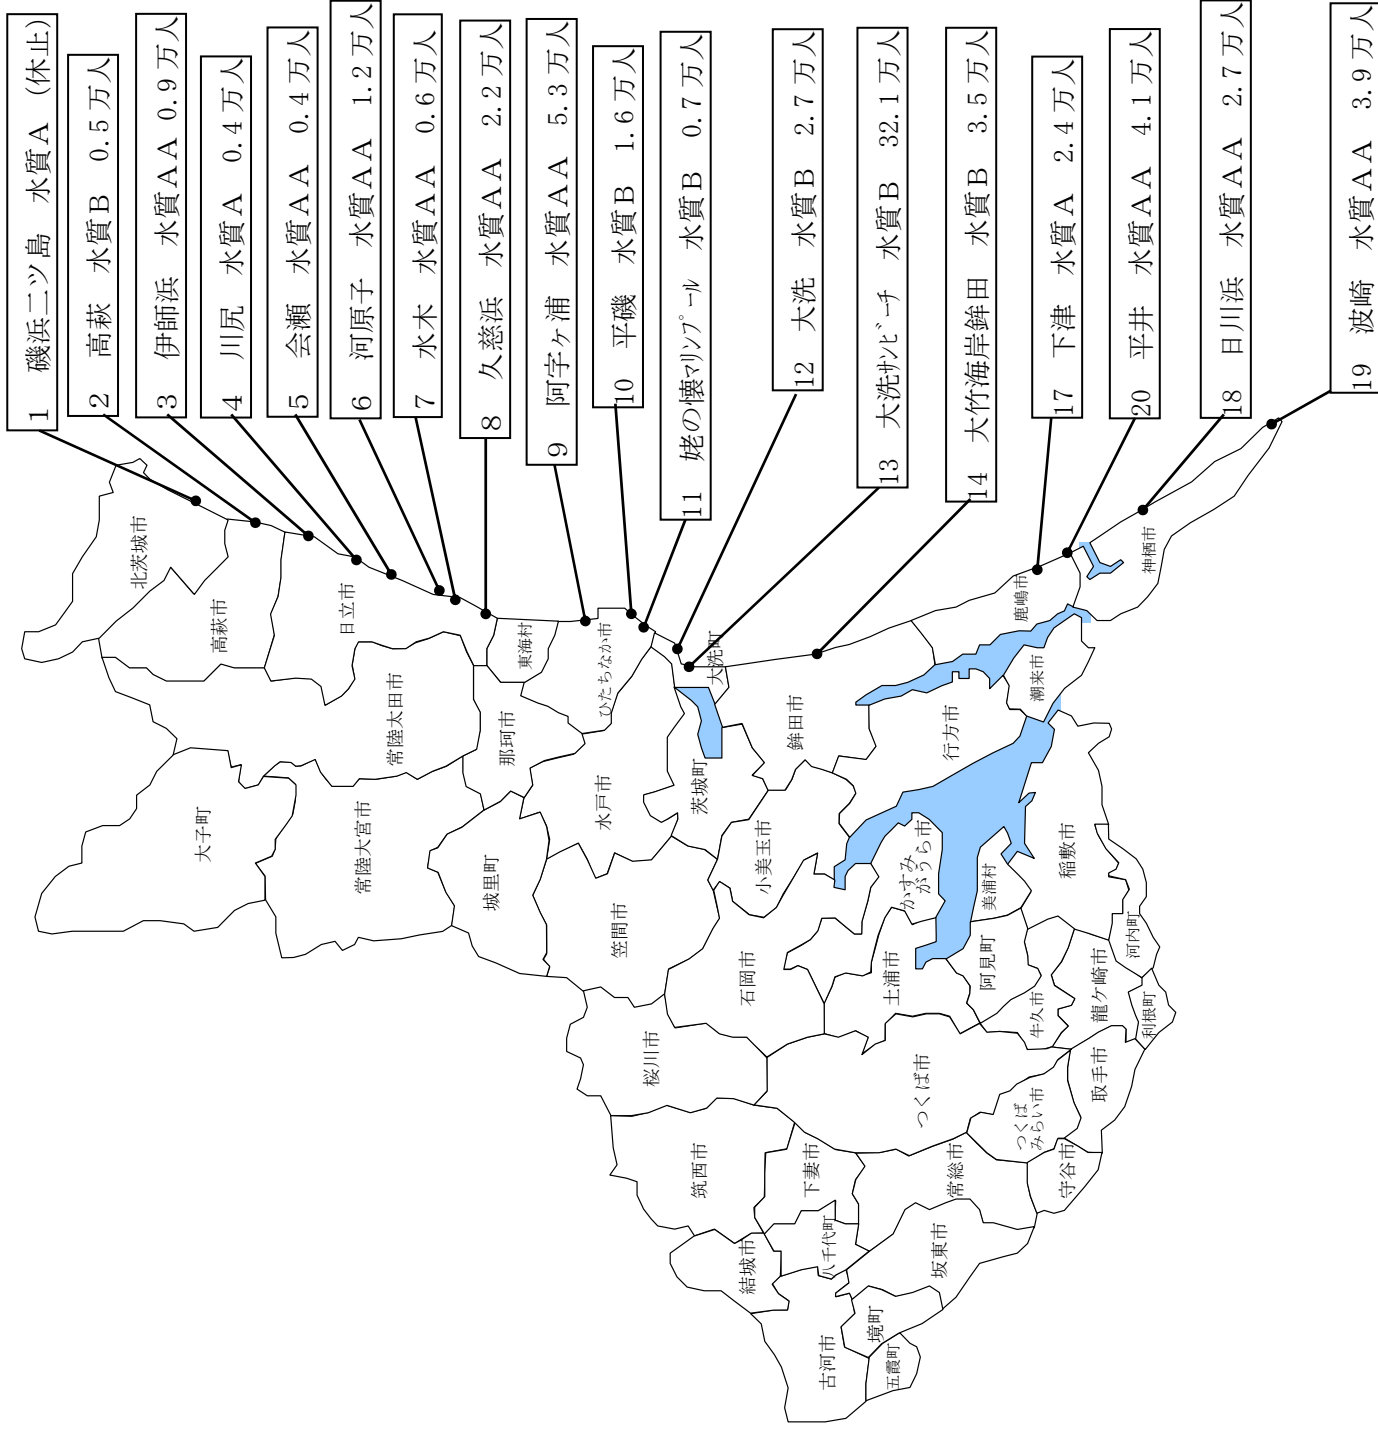 1　磯浜二ツ島　水質A（休止）
2　高萩　水質B　0.5万人
3　伊師浜　水質AA 0.9万人
4　川尻　水質A　0.4万人
5　会瀬　水質AA　0.4万人
6　河原子　水質AA　1.2万人
7　水木　水質AA　0.6万人
8　久慈浜　水質AA　2.2万人
9　阿字ヶ浦　水質AA　5.3万人
10　平磯　水質B　1.6万人
11　姥の懐ﾏﾘﾝﾌﾟｰﾙ　水質B　0.7万人
12　大洗　水質B　2.7万人
13　大洗ｻﾝﾋﾞｰﾁ　水質B　32.1万人
14　大竹海岸鉾田　水質B　3.5万人
17　下津　水質A　2.4万人
20　平井　水質AA　4.1万人
18　日川浜　水質AA　2.7万人
19　波崎　水質AA　3.9万人
北茨城市
高萩市
日立市
常陸太田市
大子町
常陸大宮市
東海村
那珂市
ひたちなか市
城里町
水戸市
大洗町
茨城町
笠間市
鉾田市
小美玉市
石岡市
桜川市
筑西市
結城市
下妻市
八千代町
古河市
境町
五霞町
坂東市
常総市
つくば市
つくば
みらい市
守谷市
取手市
土浦市
かすみ
がうら市
行方市
鹿嶋市
潮来市
神栖市
美浦村
阿見町
牛久市
稲敷市
龍ケ崎市
河内町
利根町